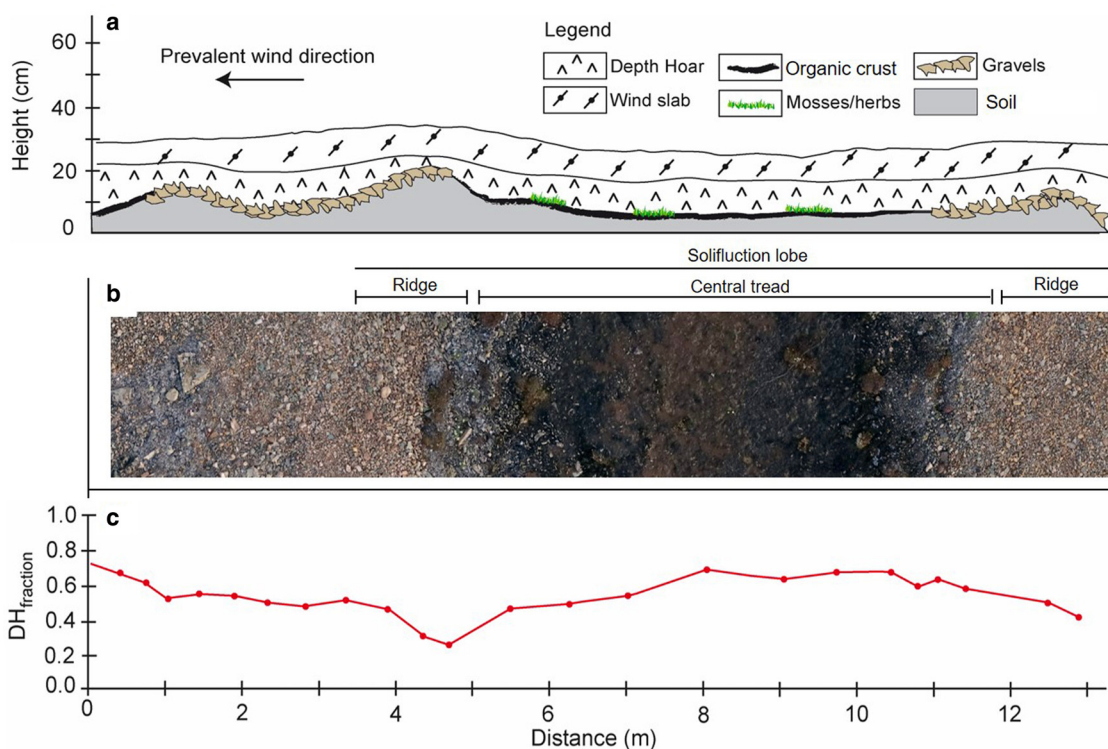 a
Legend
Prevalent wind direction
Depth Hoar
Organic crust
Gravels
Wind slab
Mosses/herbs
Soil
Height (cm)
60
40
20
0
Solifluction lobe
b
Ridge
Central tread
Ridge
c
DHfraction
1.0
0.8
0.6
0.4
0.2
0.0
0
2
4
6
8
10
12
Distance (m)